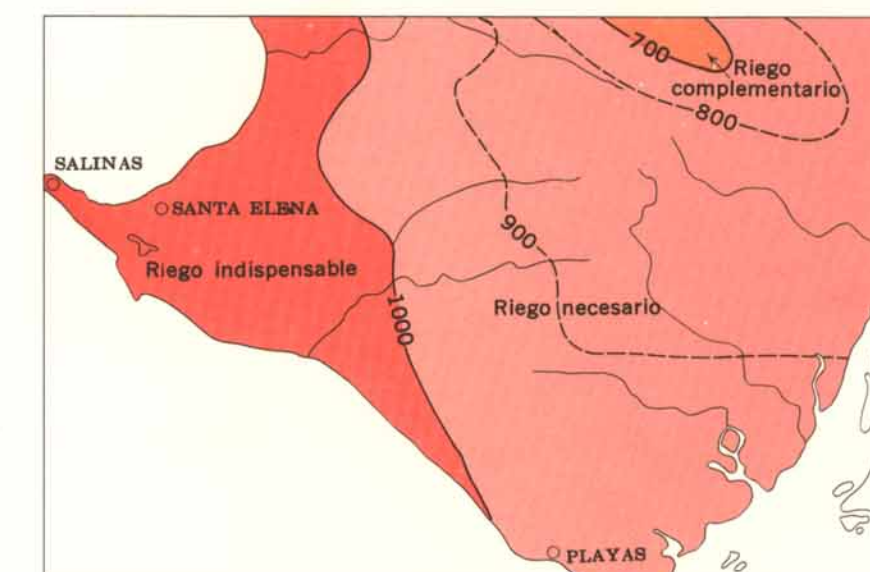 700
Riego
complementario
800
SALINAS
SANTA ELENA
900
Riego indispensable
1000
Riego necesario
PLAYAS